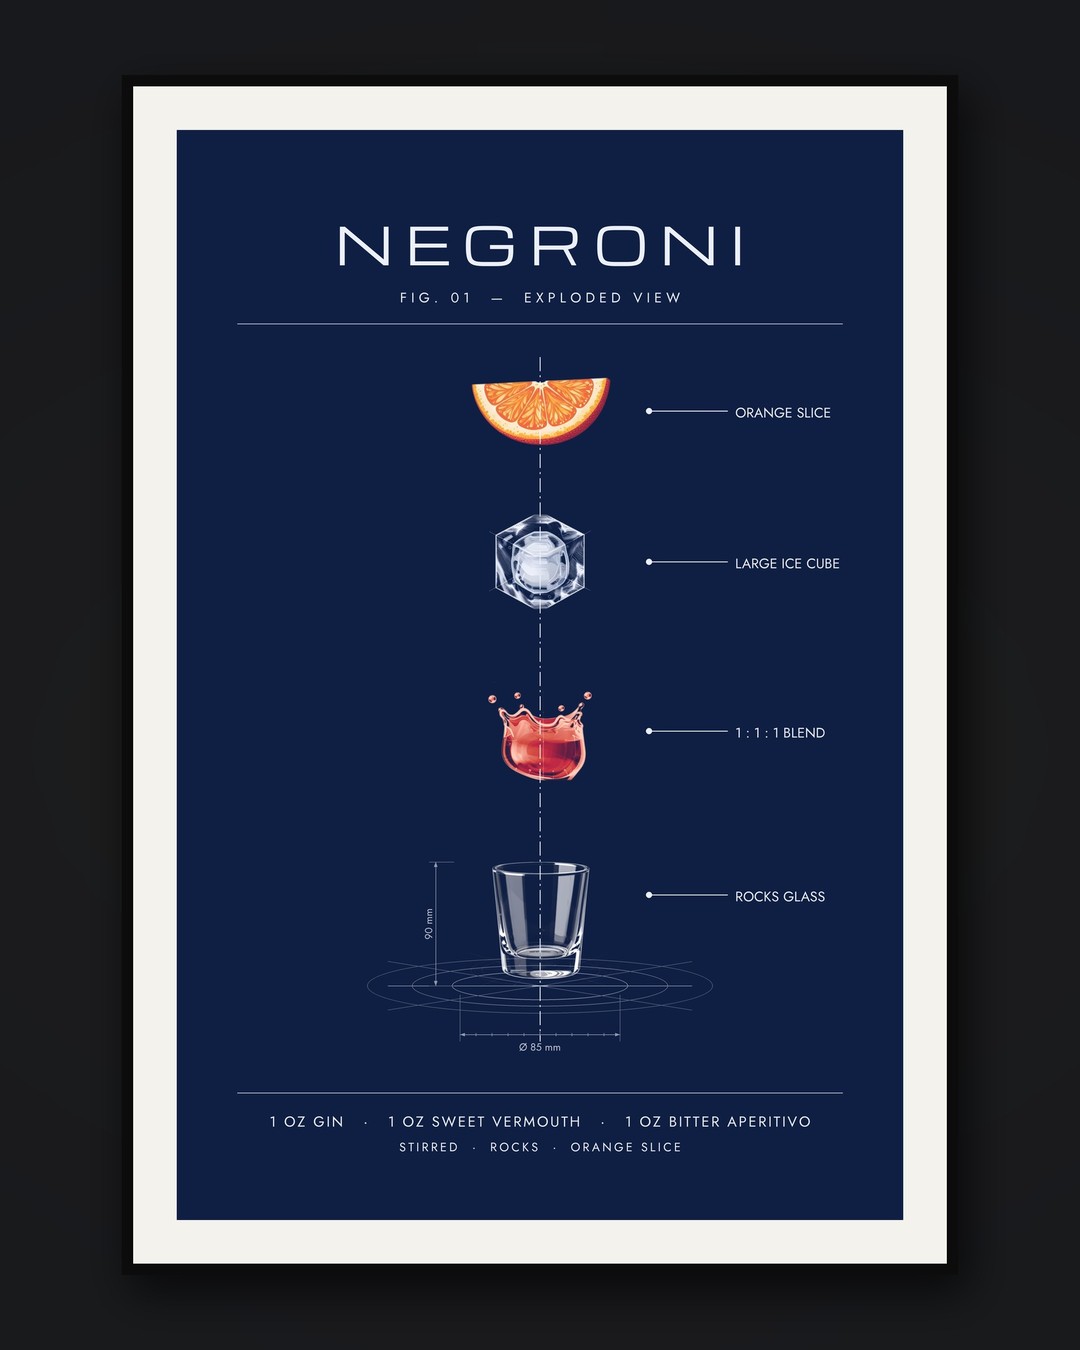 NEGRONI
FIG. 01 — EXPLODED VIEW
ORANGE SLICE
LARGE ICE CUBE
1 : 1 : 1 BLEND
ROCKS GLASS
90 mm
Ø 85 mm
1 OZ GIN · 1 OZ SWEET VERMOUTH · 1 OZ BITTER APERITIVO
STIRRED · ROCKS · ORANGE SLICE